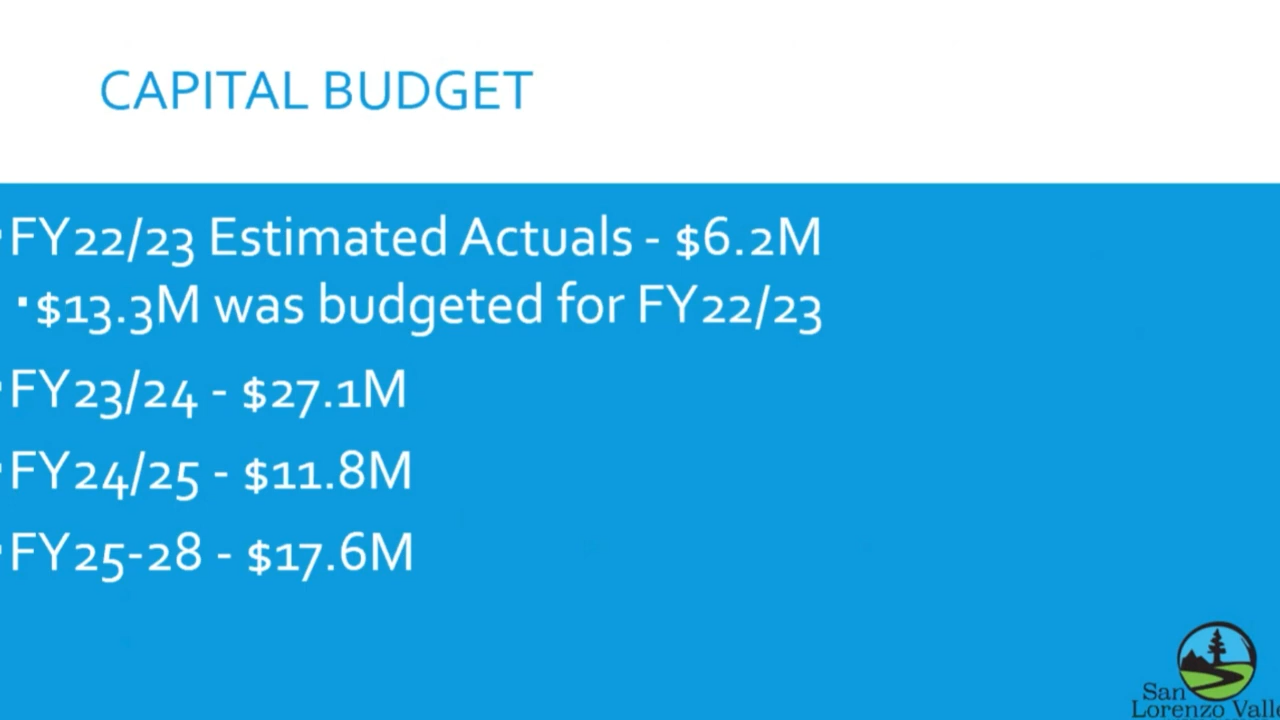 CAPITAL BUDGET
▪FY22/23 Estimated Actuals - $6.2M
▪$13.3M was budgeted for FY22/23
▪FY23/24 - $27.1M
▪FY24/25 - $11.8M
▪FY25-28 - $17.6M
San
Lorenzo